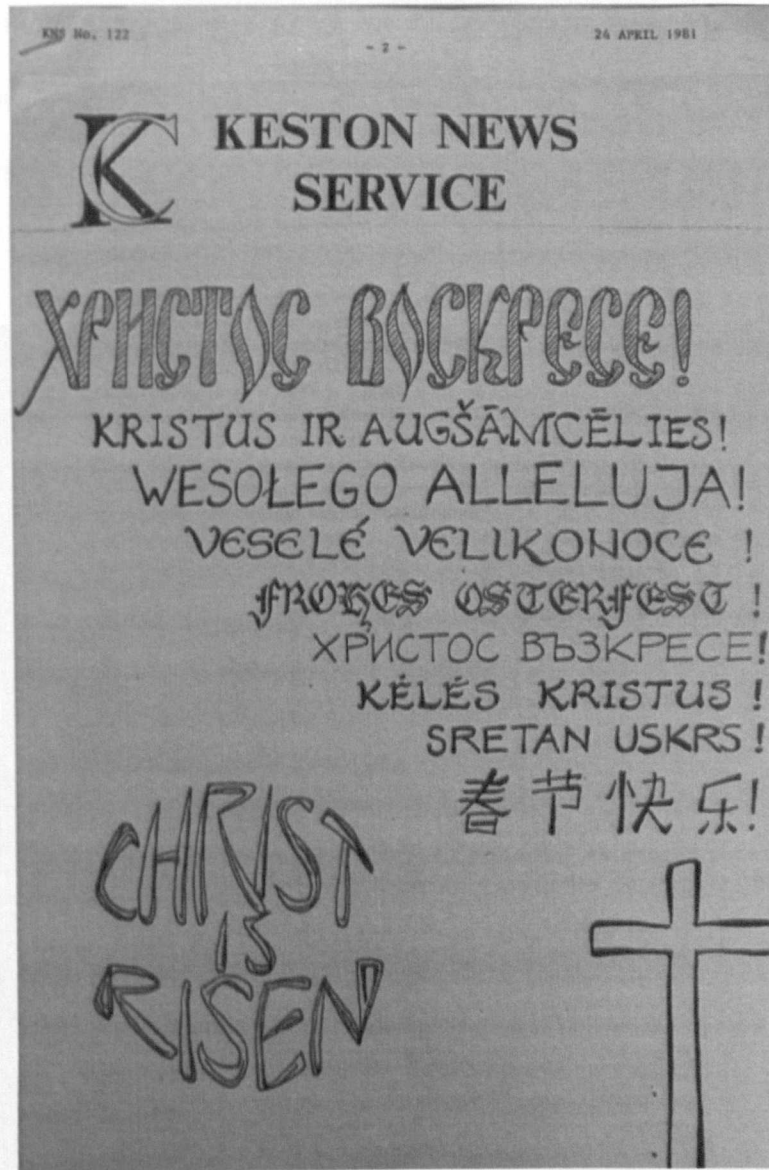 KNS No. 122
- 2 -
24 APRIL 1981
KC
KESTON NEWS
SERVICE
ХРИСТОС ВОСКРЕСЕ!
KRISTUS IR AUGŠĀMCĒLIES!
WESOŁEGO ALLELUJA!
VESELÉ VELIKONOCE !
FROHES OSTERFEST !
ХРИСТОС ВЪЗКРЕСЕ!
KĖLĖS KRISTUS !
SRETAN USKRS !
春节快乐!
CHRIST
IS
RISEN